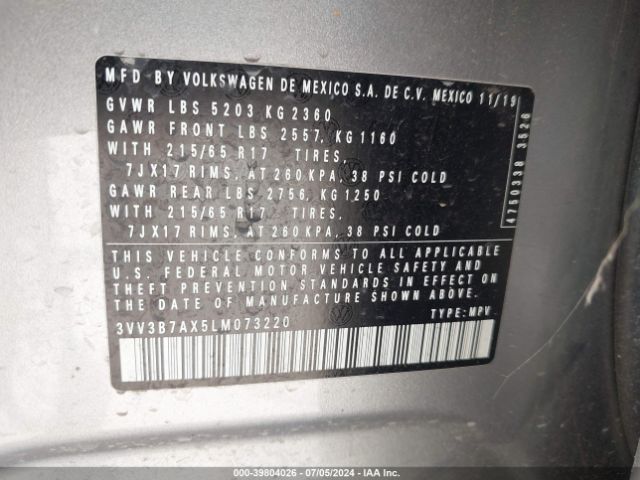 MFD BY VOLKSWAGEN DE MEXICO S.A. DE C.V. MEXICO 11/19
GVWR LBS 5203 KG 2360
GAWR FRONT LBS 2557, KG 1160
WITH 215/65 R17 TIRES,
7JX17 RIMS, AT 260 KPA, 38 PSI COLD
GAWR REAR LBS 2756, KG 1250
WITH 215/65 R17 TIRES,
7JX17 RIMS, AT 260 KPA, 38 PSI COLD
4750338 3526
THIS VEHICLE CONFORMS TO ALL APPLICABLE
U.S. FEDERAL MOTOR VEHICLE SAFETY AND
THEFT PREVENTION STANDARDS IN EFFECT ON
THE DATE OF MANUFACTURE SHOWN ABOVE.
3VV3B7AX5LM073220 TYPE: MPV
000-39804026 - 07/05/2024 - IAA Inc.